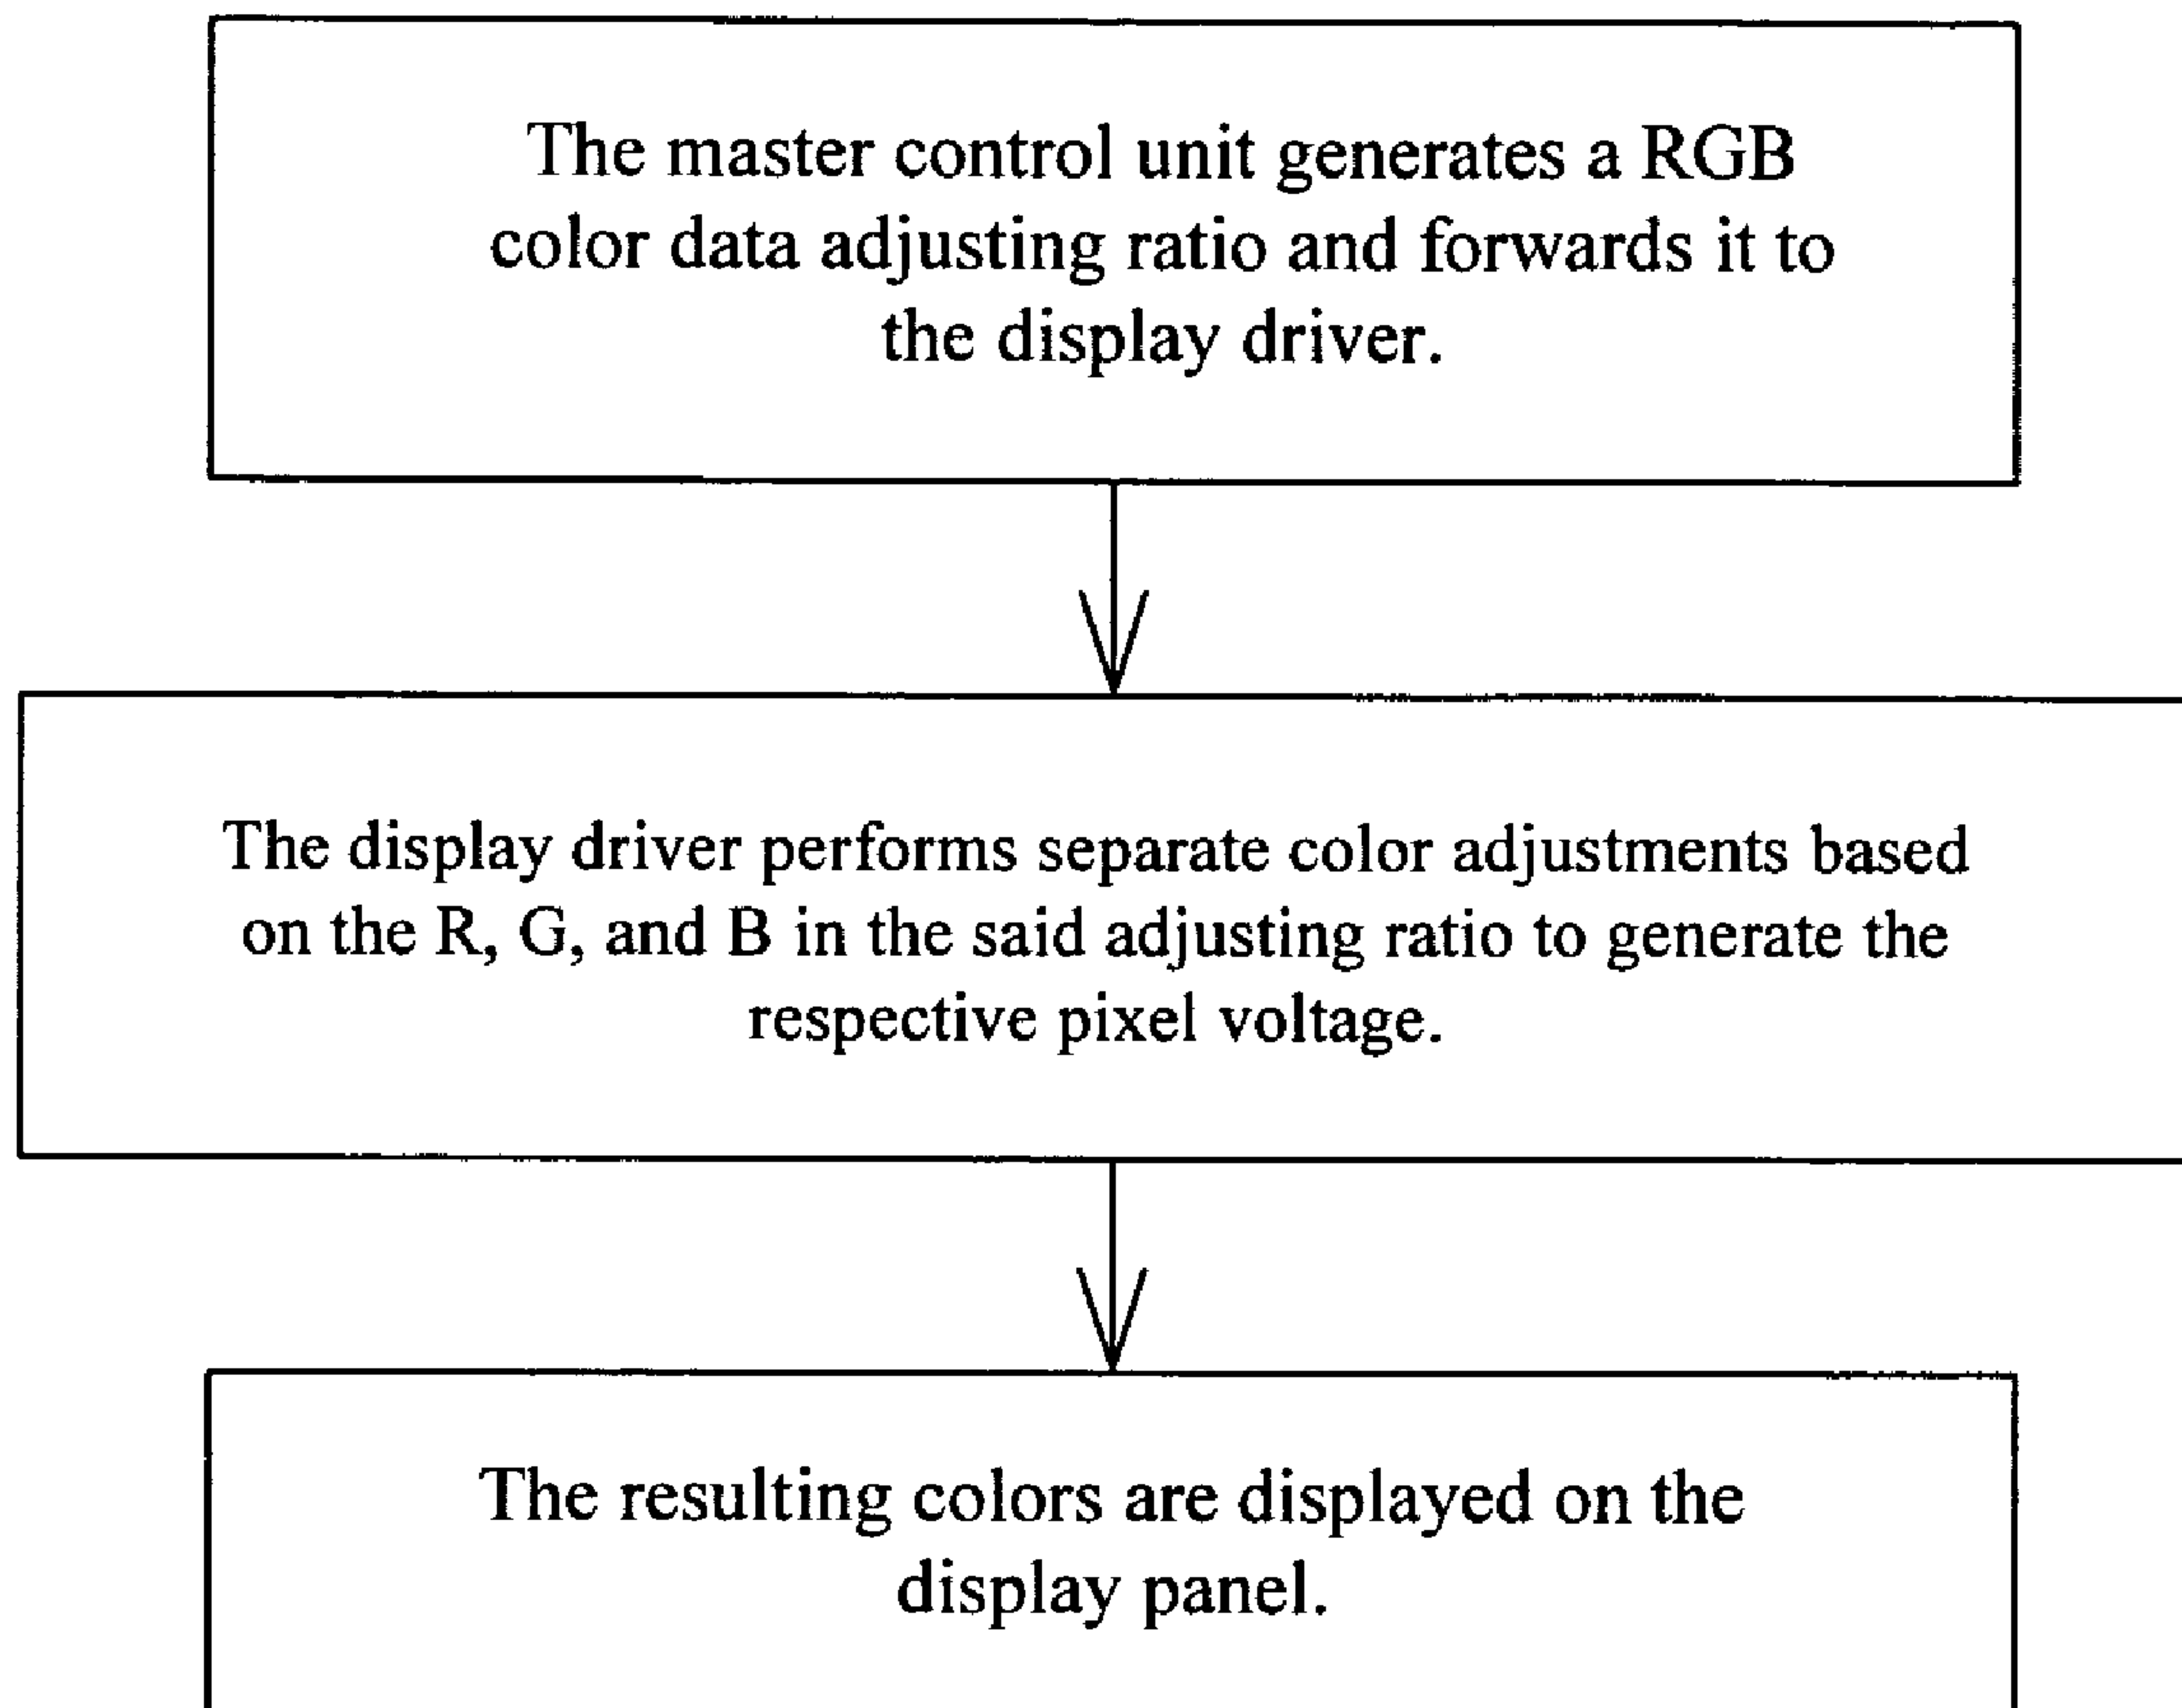 The master control unit generates a RGB
color data adjusting ratio and forwards it to
the display driver.
The display driver performs separate color adjustments based
on the R, G, and B in the said adjusting ratio to generate the
respective pixel voltage.
The resulting colors are displayed on the
display panel.